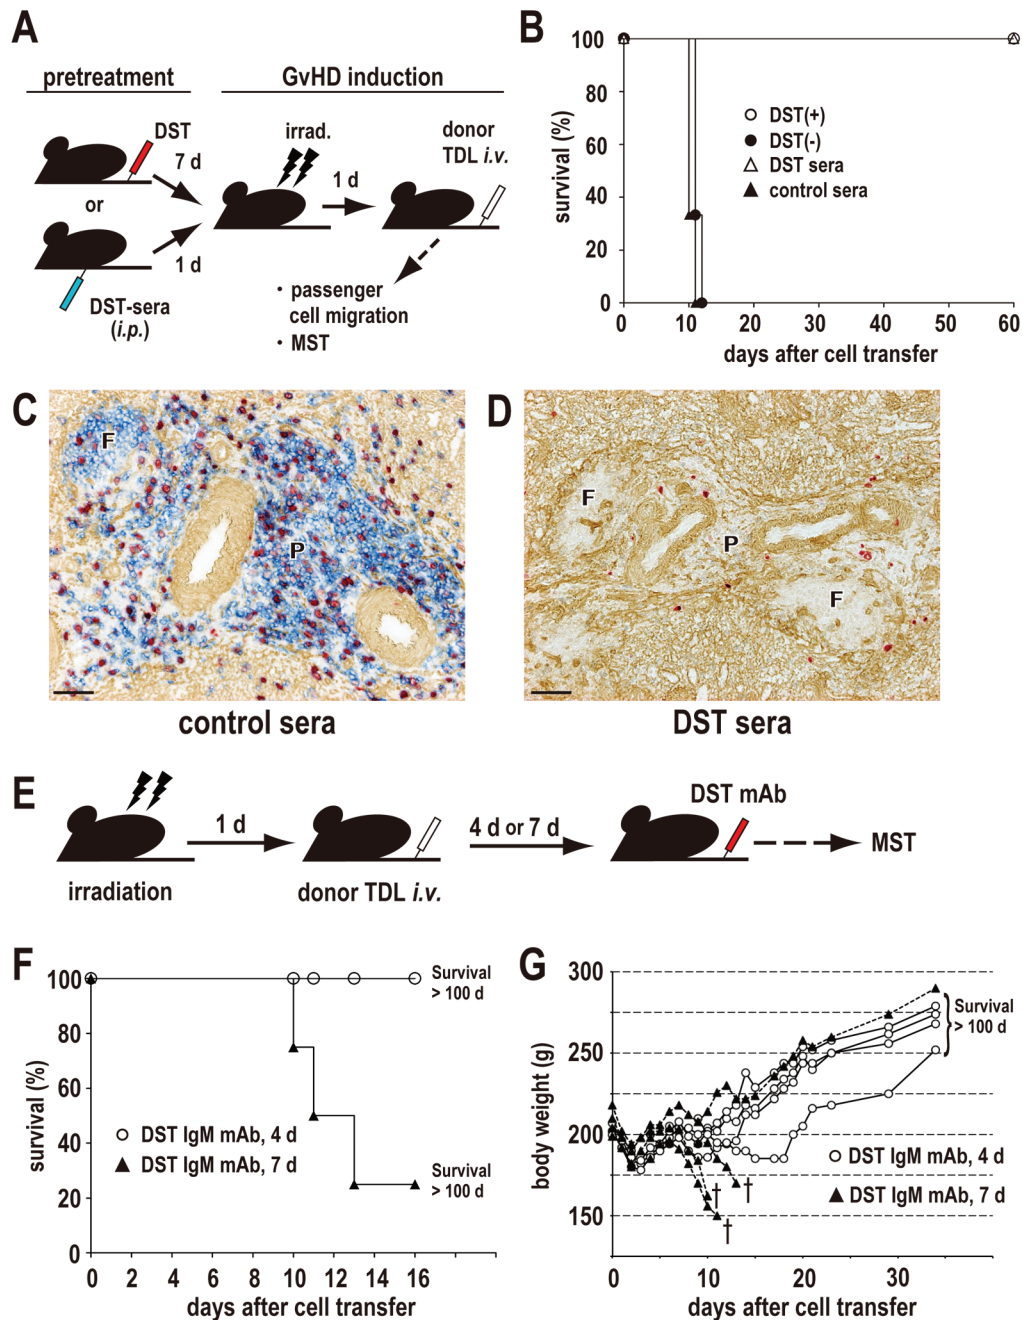 A
pretreatment
GvHD induction
DST
7 d
or
1 d
DST-sera
(i.p.)
irrad.
1 d
donor
TDL i.v.
• passenger
cell migration
• MST
B
100
80
60
40
20
0
survival (%)
DST(+)
DST(-)
DST sera
control sera
0 10 20 30 40 50 60
days after cell transfer
C
F
P
control sera
D
F
P
F
DST sera
E
irradiation
1 d
donor TDL i.v.
4 d or 7 d
DST mAb
MST
F
100
80
60
40
20
0
survival (%)
Survival
> 100 d
DST IgM mAb, 4 d
DST IgM mAb, 7 d
Survival
> 100 d
0 2 4 6 8 10 12 14 16
days after cell transfer
G
300
250
200
150
body weight (g)
Survival
> 100 d
DST IgM mAb, 4 d
DST IgM mAb, 7 d
†
†
†
0 10 20 30
days after cell transfer